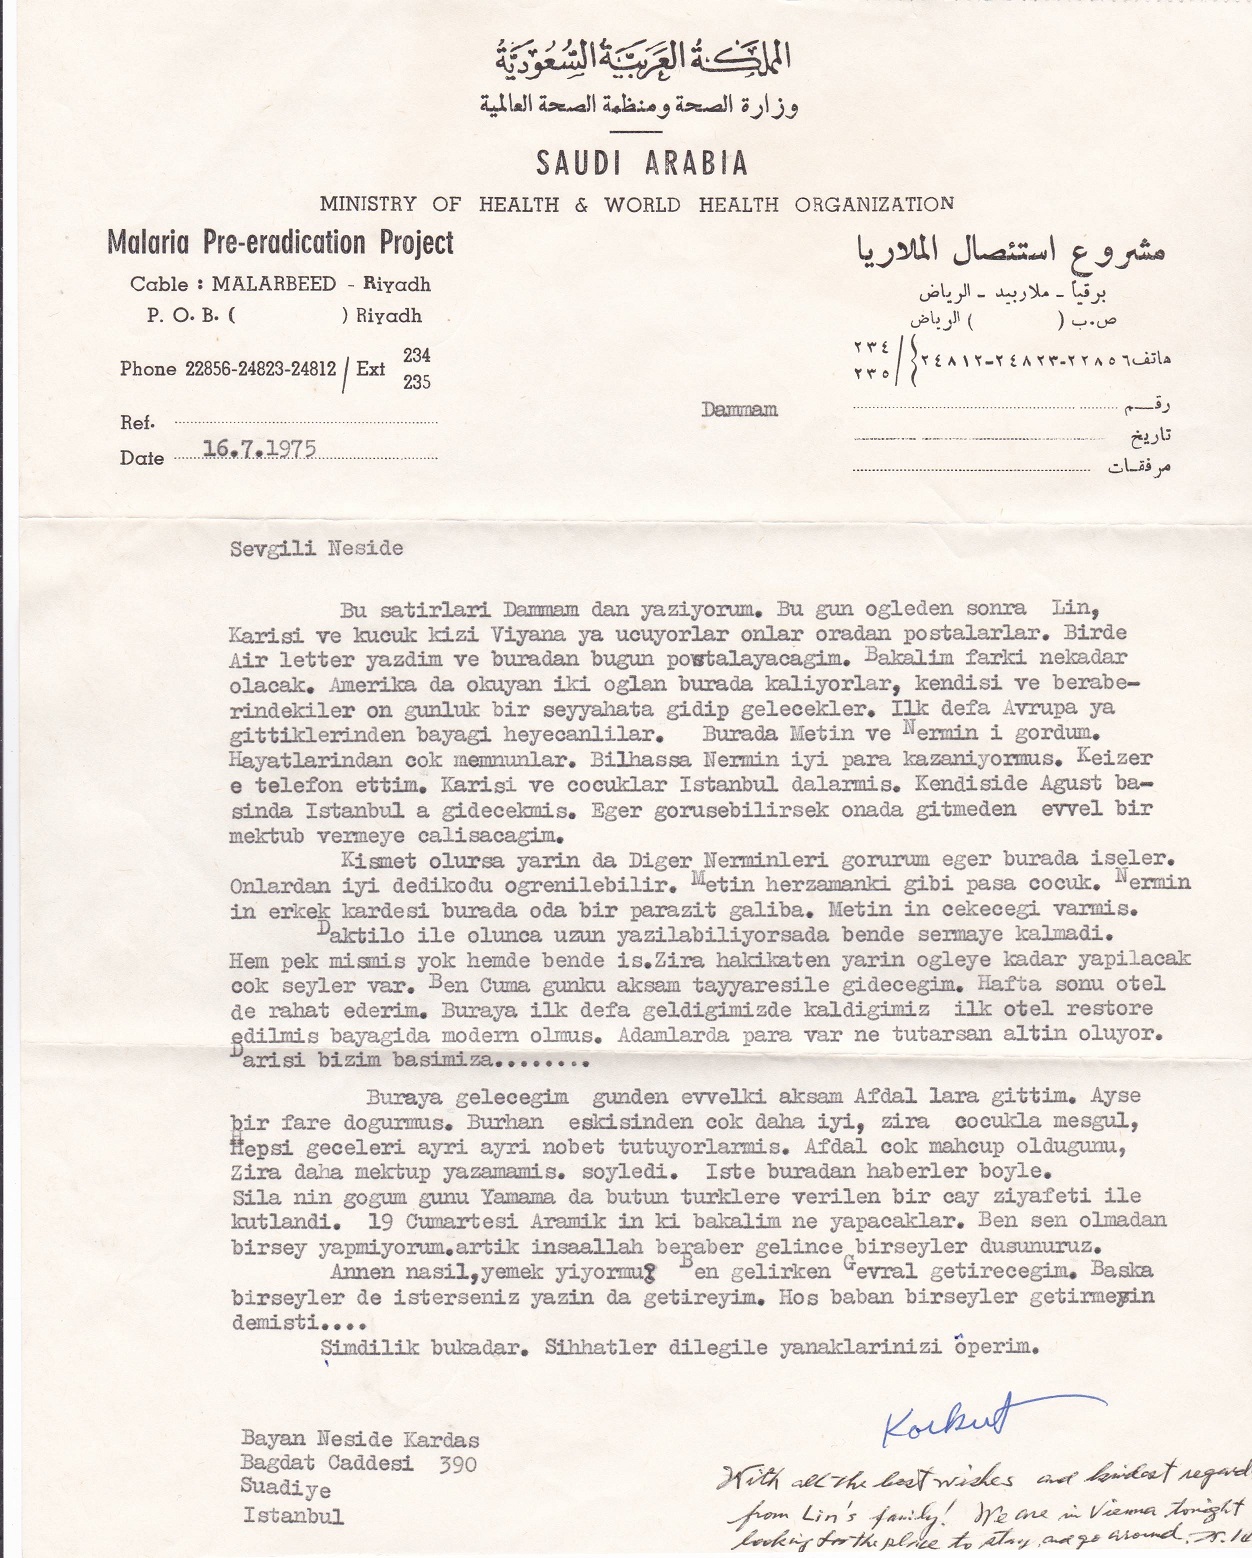 المملكة العربية السعودية
وزارة الصحة ومنظمة الصحة العالمية
SAUDI ARABIA
MINISTRY OF HEALTH & WORLD HEALTH ORGANIZATION
Malaria Pre-eradication Project
Cable : MALARBEED - Riyadh
P. O. B. ( ) Riyadh
Phone 22856-24823-24812 / Ext 234
235
Ref.
Date 16.7.1975
Dammam
مشروع استئصال الملاريا
برقياً - ملاربيد - الرياض
ص.ب ( ) الرياض
هاتف ٢٢٨٥٦-٢٤٨٢٣-٢٤٨١٢ / ٢٣٤
٢٣٥
رقم
تاريخ
مرفقات
Sevgili Neside
Bu satirlari Dammam dan yaziyorum. Bu gun ogleden sonra Lin,
Karisi ve kucuk kizi Viyana ya ucuyorlar onlar oradan postalarlar. Birde
Air letter yazdim ve buradan bugun postalayacagim. Bakalim farki nekadar
olacak. Amerika da okuyan iki oglan burada kaliyorlar, kendisi ve berabe-
rindekiler on gunluk bir seyyahata gidip gelecekler. Ilk defa Avrupa ya
gittiklerinden bayagi heyecanlilar. Burada Metin ve Nermin i gordum.
Hayatlarindan cok memnunlar. Bilhassa Nermin iyi para kazaniyormus. Keizer
e telefon ettim. Karisi ve cocuklar Istanbul dalarmis. Kendiside Agust ba-
sinda Istanbul a gidecekmis. Eger gorusebilirsek onada gitmeden evvel bir
mektub vermeye calisacagim.
Kismet olursa yarin da Diger Nerminleri gorurum eger burada iseler.
Onlardan iyi dedikodu ogrenilebilir. Metin herzamanki gibi pasa cocuk. Nermin
in erkek kardesi burada oda bir parazit galiba. Metin in cekecegi varmis.
Daktilo ile olunca uzun yazilabiliyorsada bende sermaye kalmadi.
Hem pek mismis yok hemde bende is.Zira hakikaten yarin ogleye kadar yapilacak
cok seyler var. Ben Cuma gunku aksam tayyaresile gidecegim. Hafta sonu otel
de rahat ederim. Buraya ilk defa geldigimizde kaldigimiz ilk otel restore
edilmis bayagida modern olmus. Adamlarda para var ne tutarsan altin oluyor.
Darisi bizim basimiza........
Buraya gelecegim gunden evvelki aksam Afdal lara gittim. Ayse
bir fare dogurmus. Burhan eskisinden cok daha iyi, zira cocukla mesgul,
Hepsi geceleri ayri ayri nobet tutuyorlarmis. Afdal cok mahcup oldugunu,
Zira daha mektup yazamamis. soyledi. Iste buradan haberler boyle.
Sila nin gogum gunu Yamama da butun turklere verilen bir cay ziyafeti ile
kutlandi. 19 Cumartesi Aramik in ki bakalim ne yapacaklar. Ben sen olmadan
birsey yapmiyorum.artik insaallah beraber gelince birseyler dusunuruz.
Annen nasil,yemek yiyormu? Ben gelirken Gevral getirecegim. Baska
birseyler de isterseniz yazin da getireyim. Hos baban birseyler getirmeyin
demisti....
Şimdilik bukadar. Sihhatler dilegile yanaklarinizi öperim.
Korkut
Bayan Neside Kardas
Bagdat Caddesi 390
Suadiye
Istanbul
With all the best wishes and kindest regard
from Lin's family! We are in Vienna tonight
looking for the place to stay and go around.